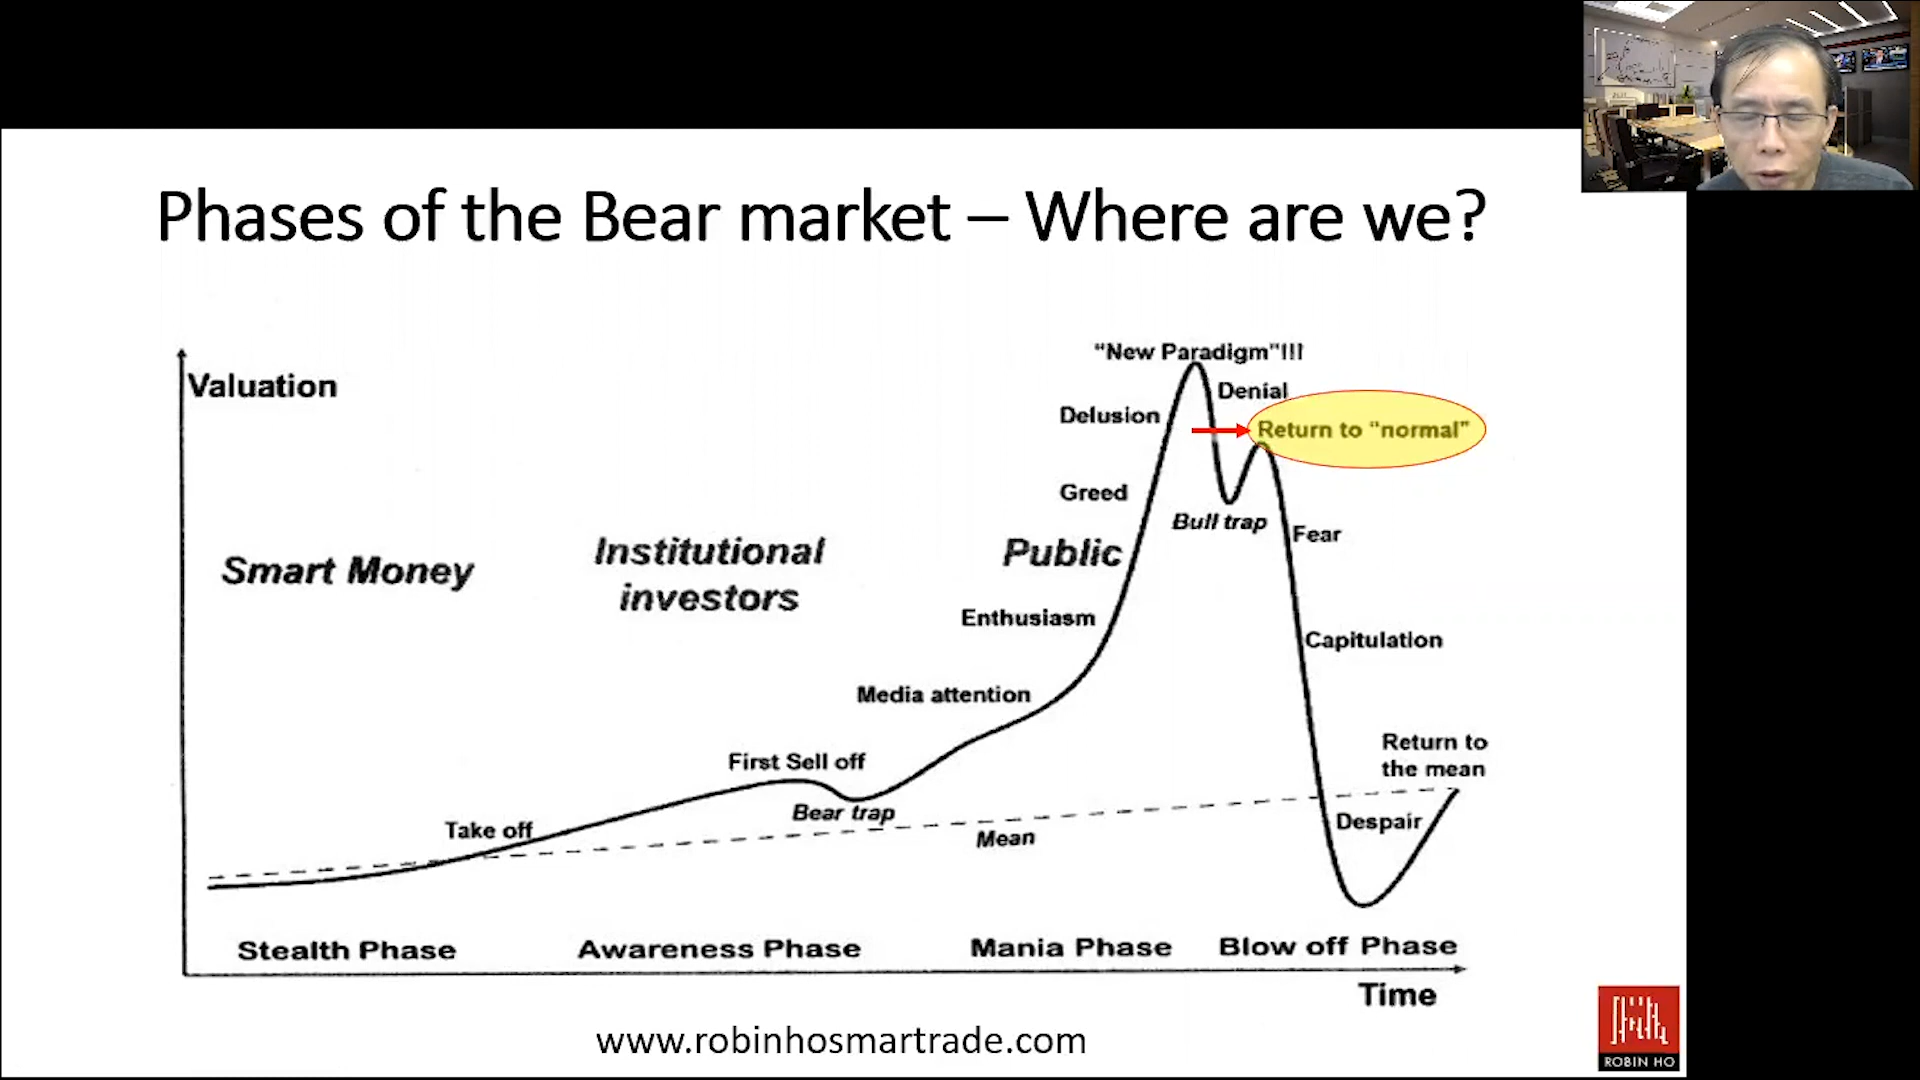 Phases of the Bear market – Where are we?
"New Paradigm"!!!
Valuation
Denial
Delusion
Return to "normal"
Greed
Bull trap
Fear
Smart Money
Institutional
investors
Public
Enthusiasm
Capitulation
Media attention
First Sell off
Return to
the mean
Bear trap
Take off
Mean
Despair
Stealth Phase
Awareness Phase
Mania Phase
Blow off Phase
Time
www.robinhosmartrade.com
ROBIN HO